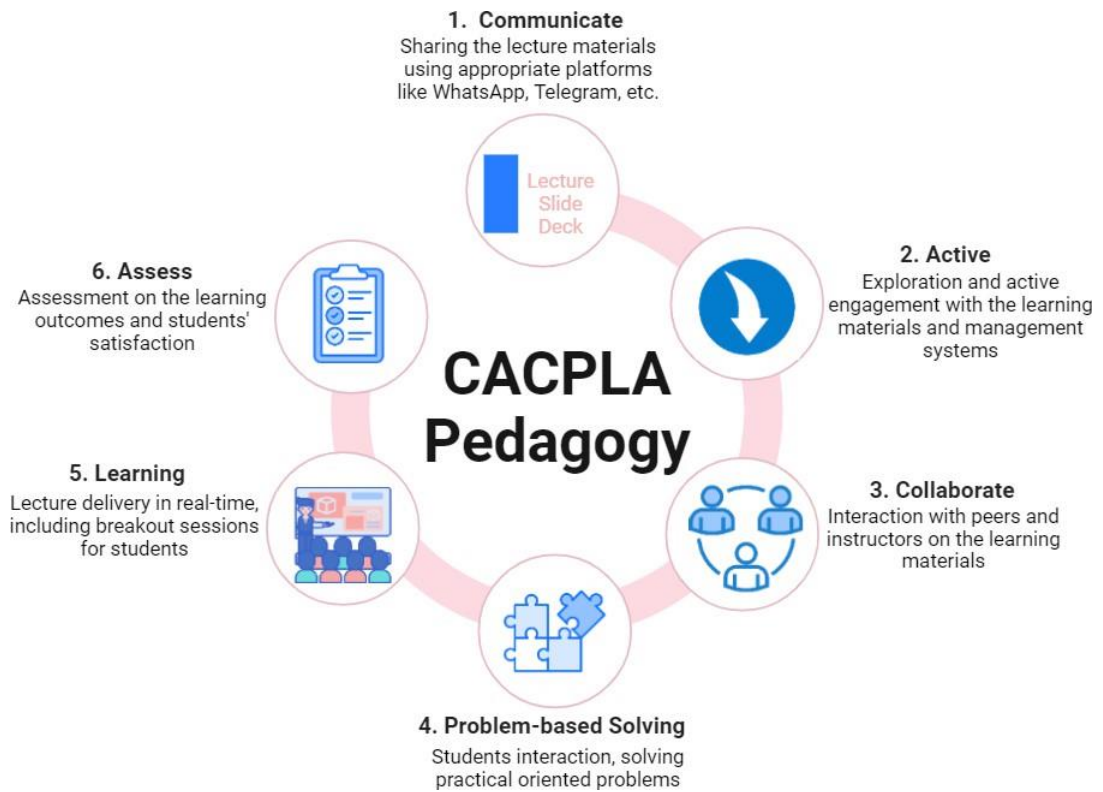 1. Communicate
Sharing the lecture materials
using appropriate platforms
like WhatsApp, Telegram, etc.
Lecture
Slide
Deck
2. Active
Exploration and active
engagement with the learning
materials and management
systems
3. Collaborate
Interaction with peers and
instructors on the learning
materials
4. Problem-based Solving
Students interaction, solving
practical oriented problems
5. Learning
Lecture delivery in real-time,
including breakout sessions
for students
6. Assess
Assessment on the learning
outcomes and students'
satisfaction
CACPLA
Pedagogy